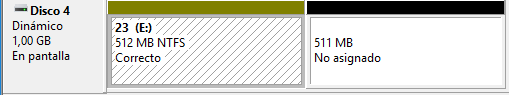 Disco 4
Dinámico
1,00 GB
En pantalla
23 (E:)
512 MB NTFS
Correcto
511 MB
No asignado